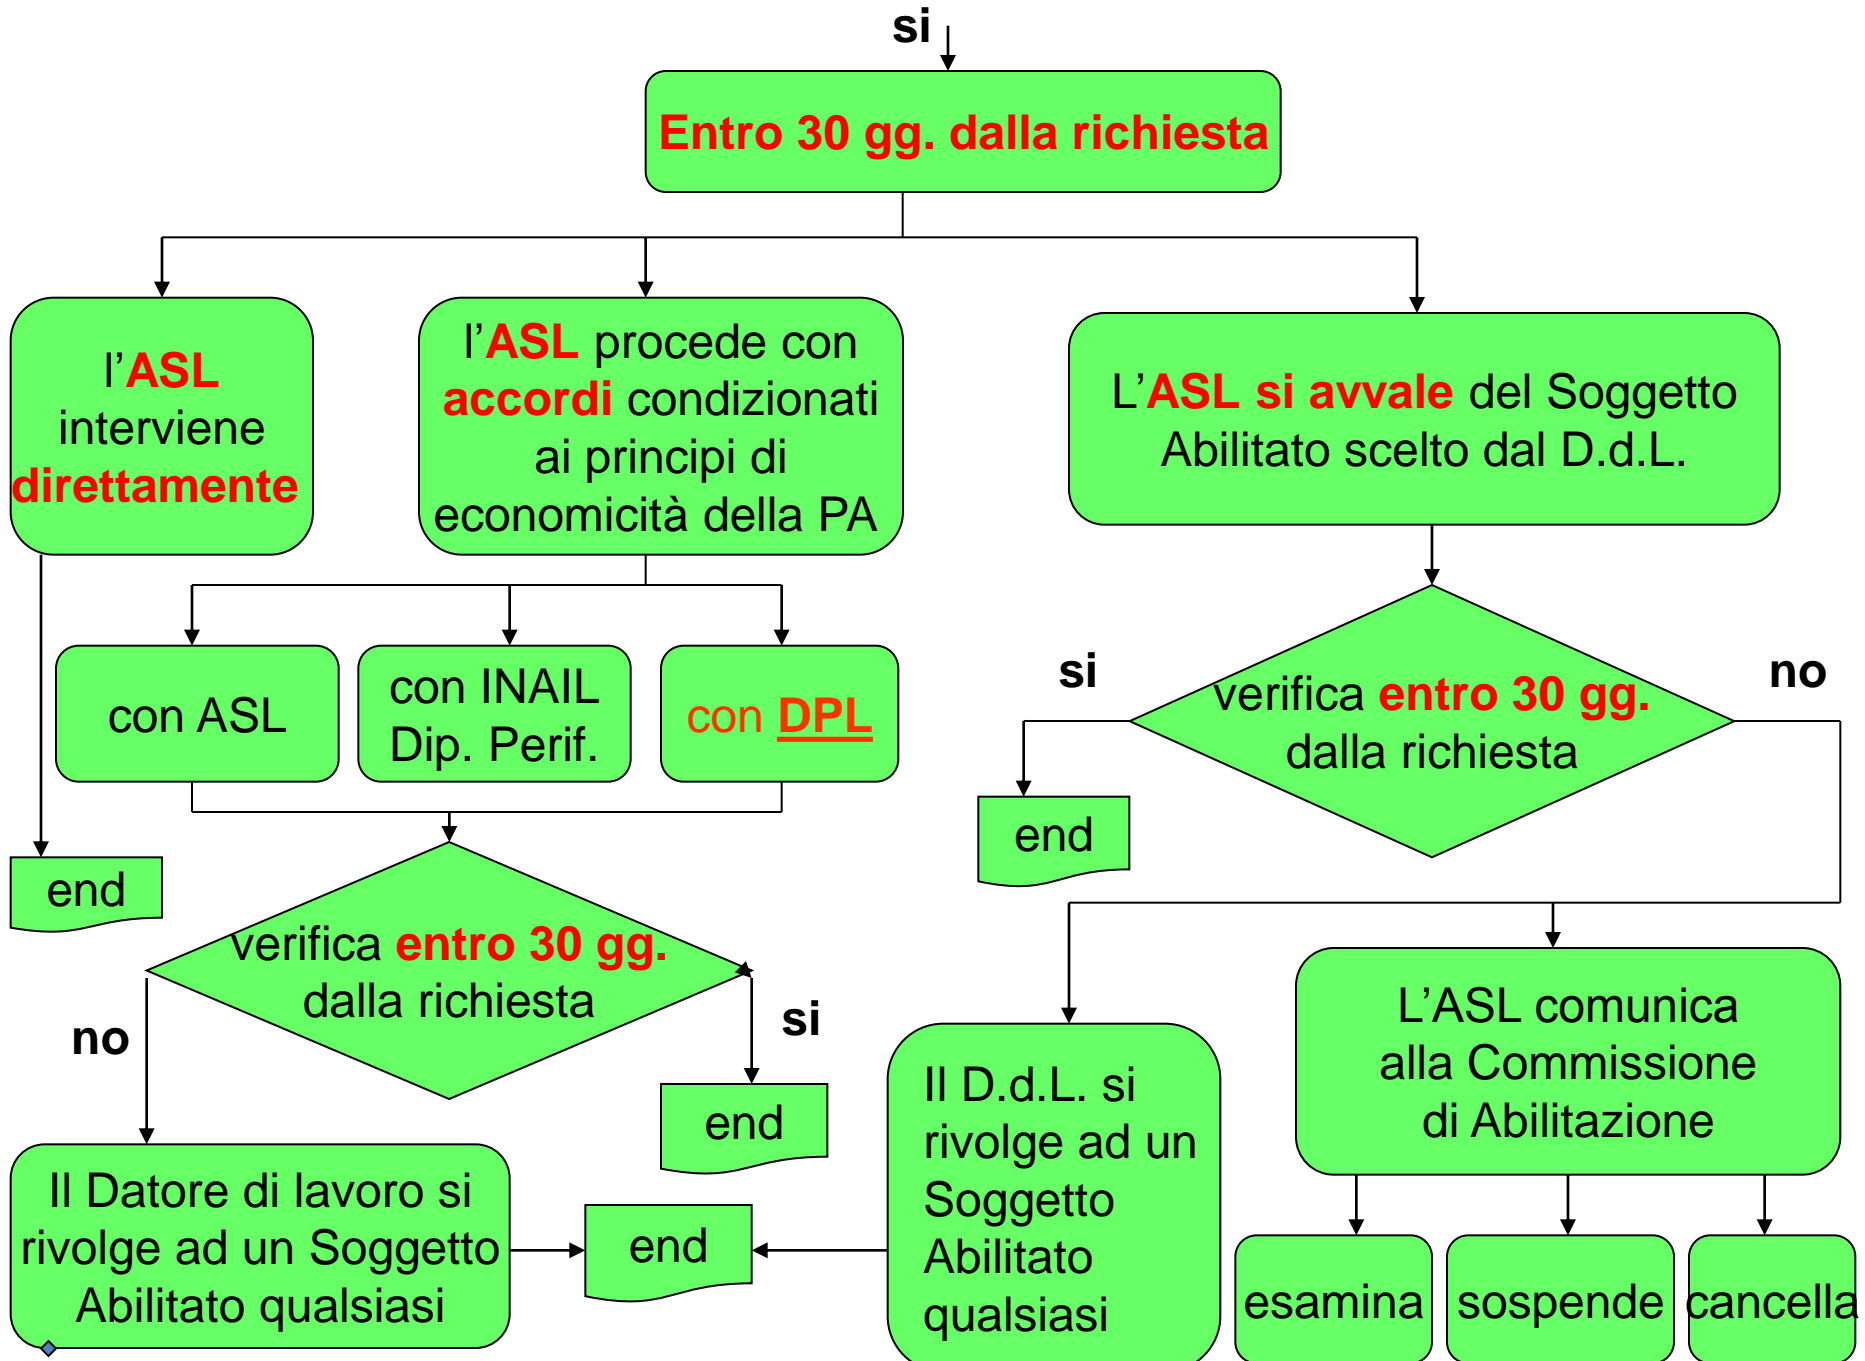 si
Entro 30 gg. dalla richiesta
l’ASL
interviene
direttamente
l’ASL procede con
accordi condizionati
ai principi di
economicità della PA
L’ASL si avvale del Soggetto
Abilitato scelto dal D.d.L.
con ASL
con INAIL
Dip. Perif.
con DPL
si
no
verifica entro 30 gg.
dalla richiesta
end
end
verifica entro 30 gg.
dalla richiesta
no
si
end
Il Datore di lavoro si
rivolge ad un Soggetto
Abilitato qualsiasi
end
Il D.d.L. si
rivolge ad un
Soggetto
Abilitato
qualsiasi
L’ASL comunica
alla Commissione
di Abilitazione
esamina
sospende
cancella